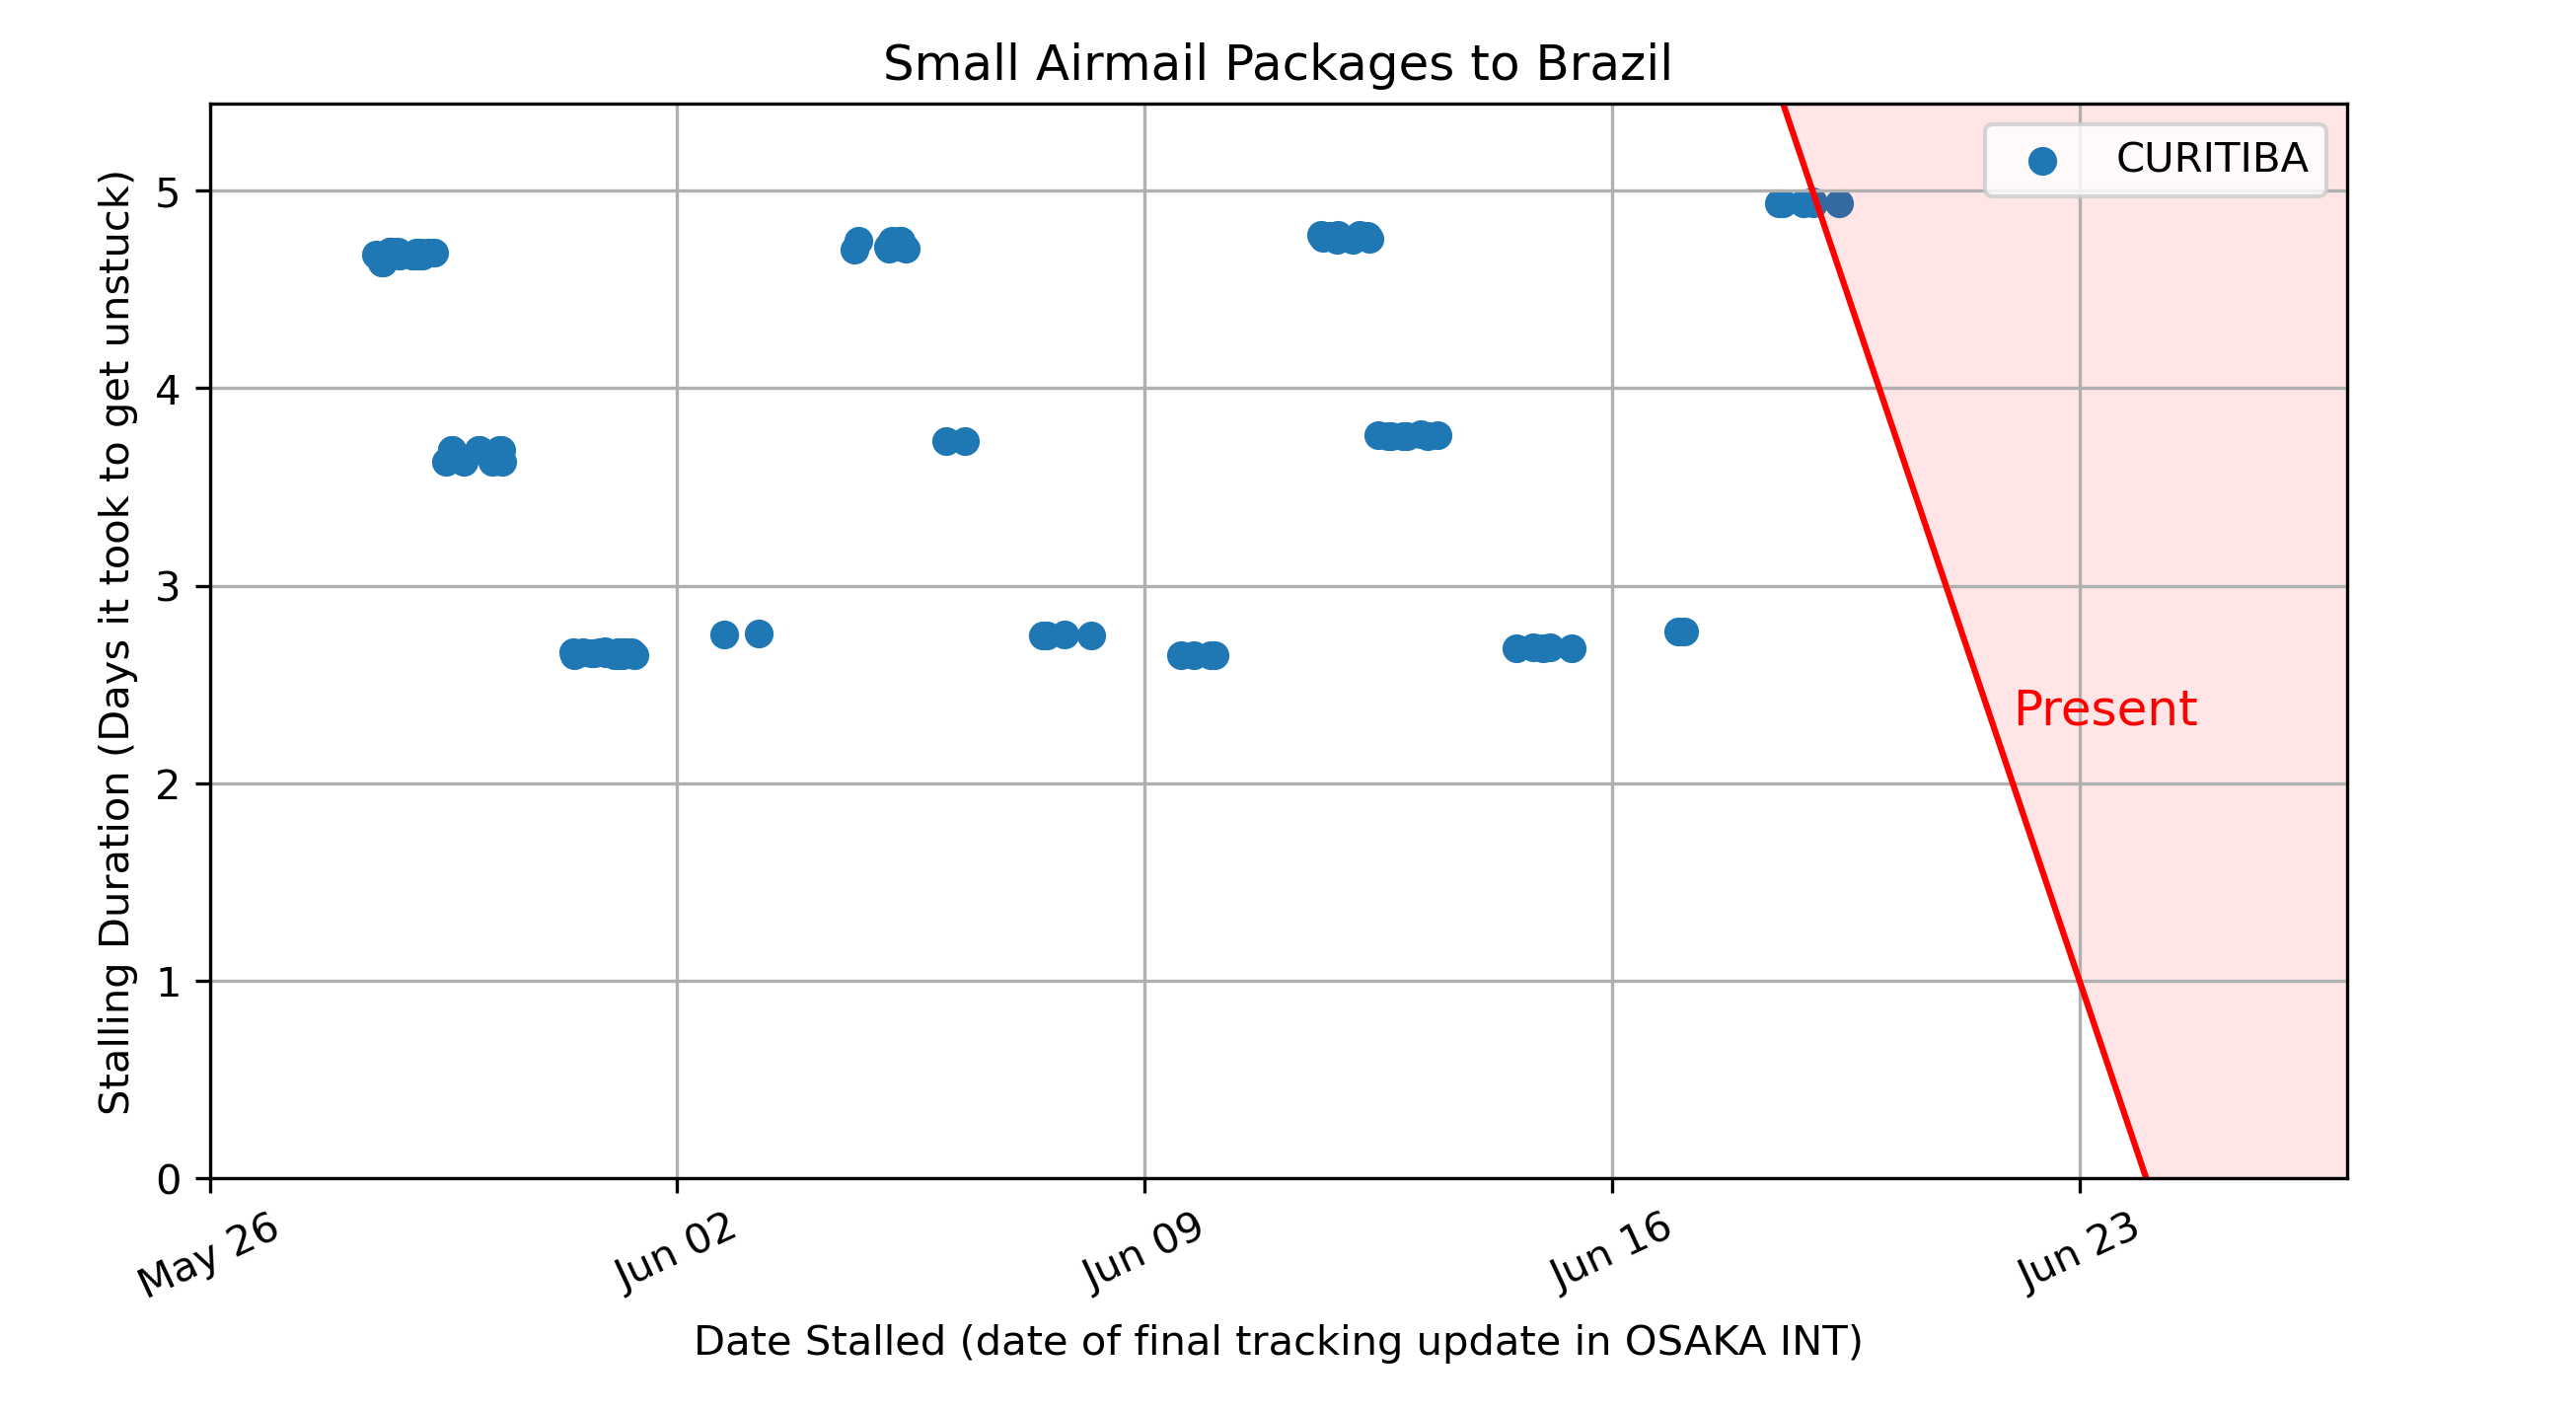 Small Airmail Packages to Brazil
CURITIBA
Stalling Duration (Days it took to get unstuck)
5
4
3
2
1
0
Present
May 26
Jun 02
Jun 09
Jun 16
Jun 23
Date Stalled (date of final tracking update in OSAKA INT)